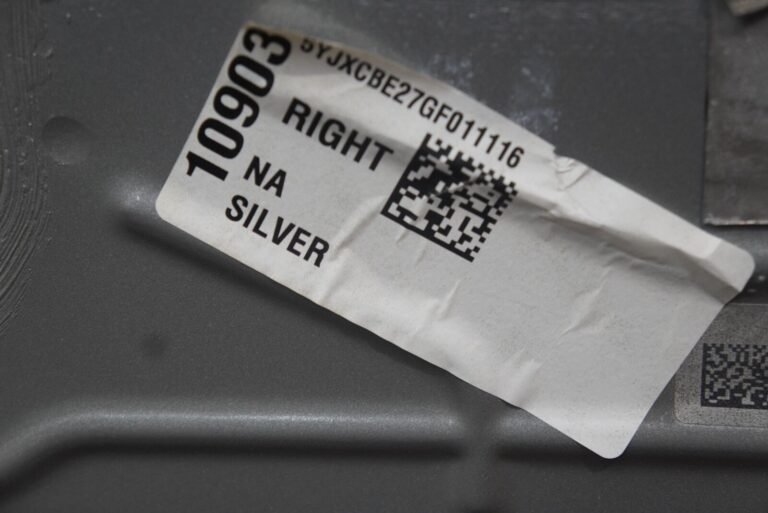 10903
5YJXCBE27GF011116
RIGHT
NA
SILVER